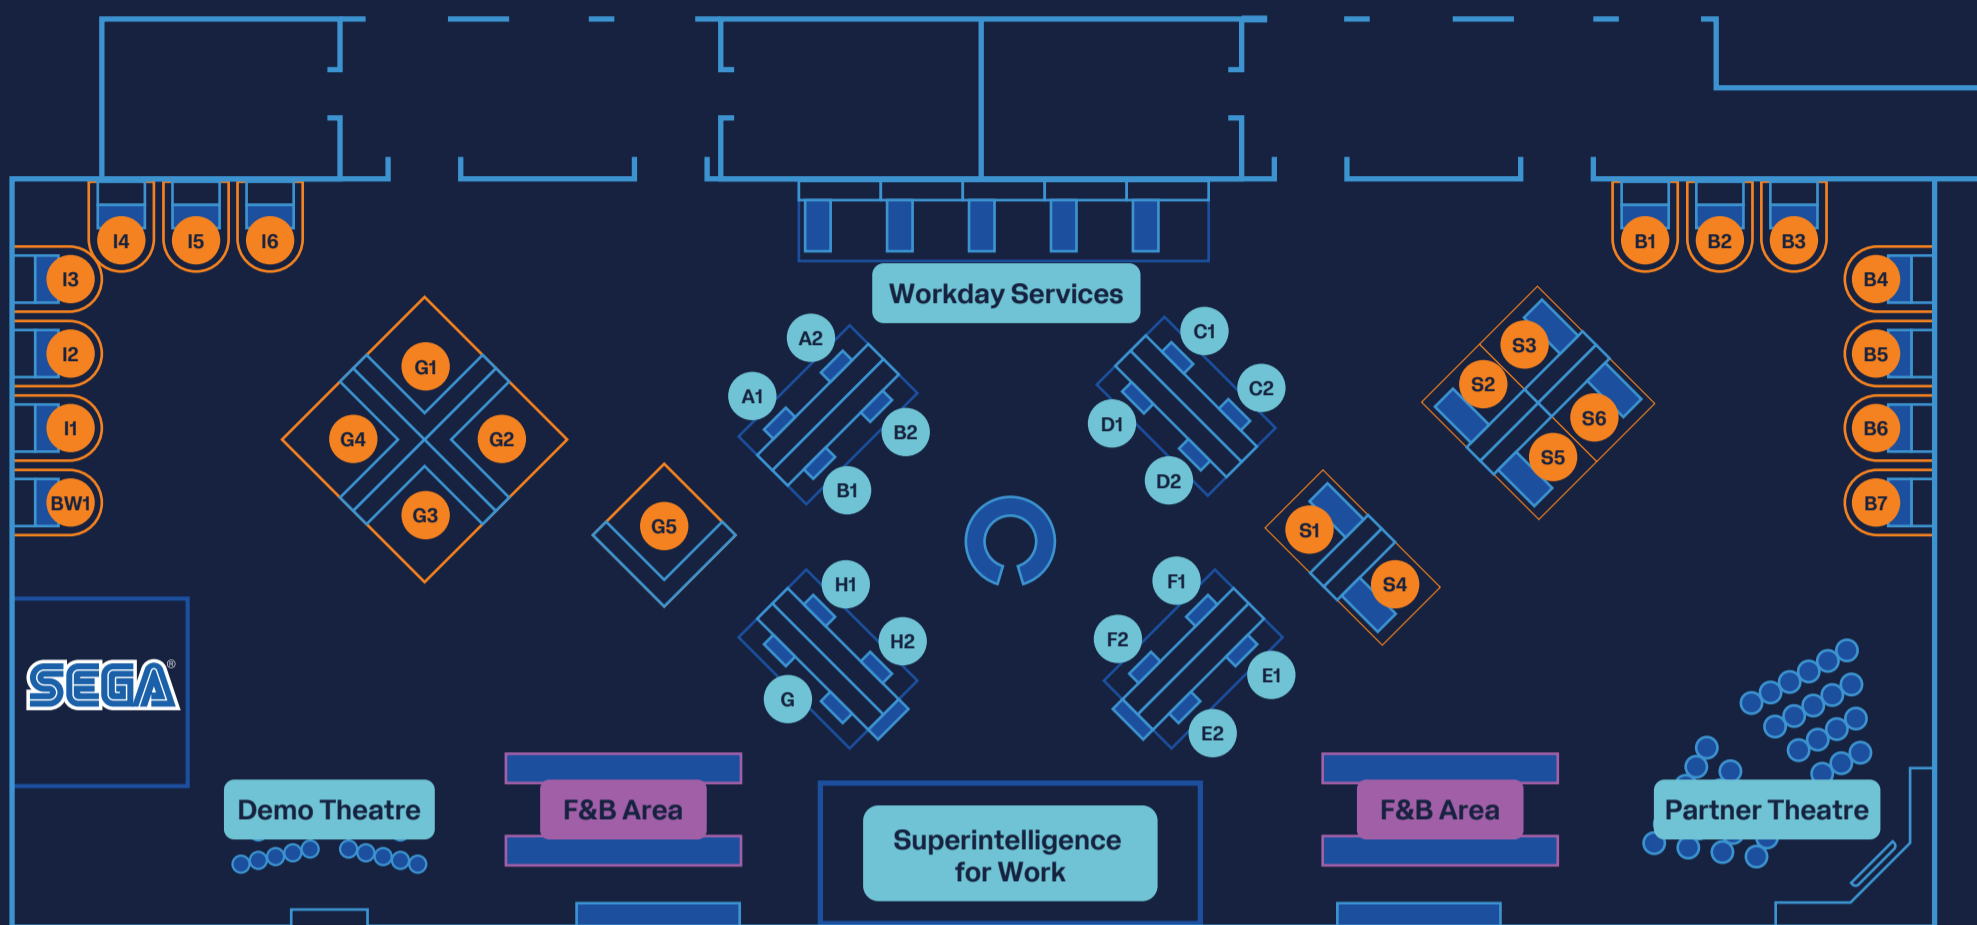 I4
I5
I6
B1
B2
B3
I3
B4
Workday Services
A2
C1
S3
I2
B5
G1
S2
A1
C2
S6
I1
B6
G4
G2
B2
D1
S5
BW1
B7
G3
G5
B1
D2
S1
H1
F1
S4
H2
F2
SEGA®
G
E1
E2
Demo Theatre
F&B Area
F&B Area
Partner Theatre
Superintelligence
for Work